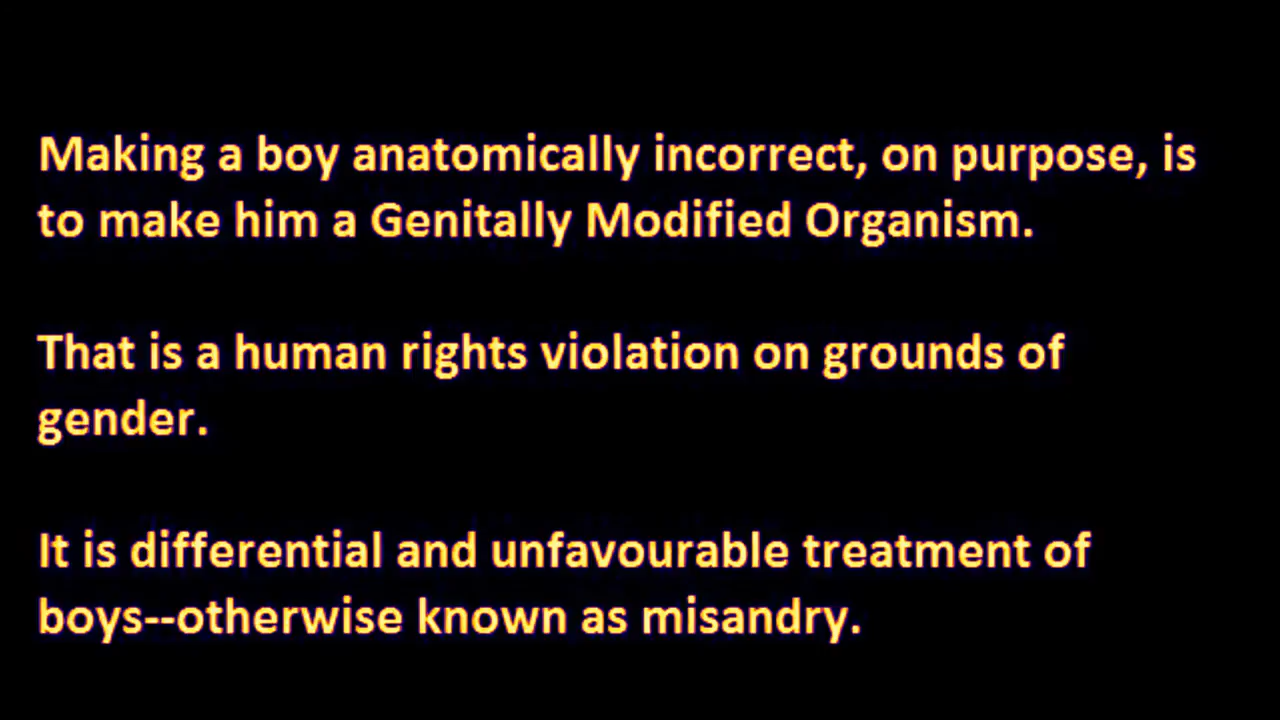 Making a boy anatomically incorrect, on purpose, is
to make him a Genitally Modified Organism.
That is a human rights violation on grounds of
gender.
It is differential and unfavourable treatment of
boys--otherwise known as misandry.